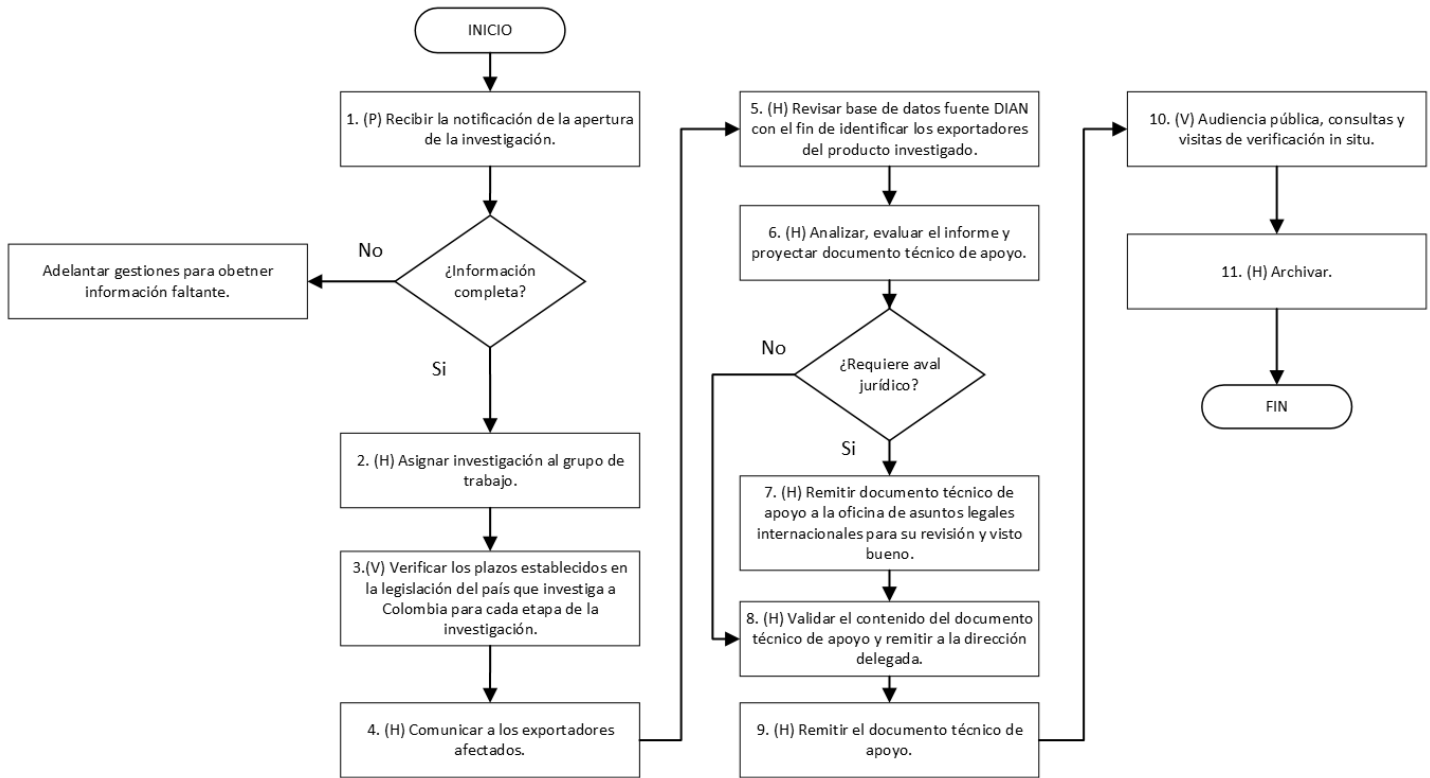 INICIO
1. (P) Recibir la notificación de la apertura
de la investigación.
No
¿Información
completa?
Adelantar gestiones para obetner
información faltante.
Si
2. (H) Asignar investigación al grupo de
trabajo.
3.(V) Verificar los plazos establecidos en
la legislación del país que investiga a
Colombia para cada etapa de la
investigación.
4. (H) Comunicar a los exportadores
afectados.
5. (H) Revisar base de datos fuente DIAN
con el fin de identificar los exportadores
del producto investigado.
6. (H) Analizar, evaluar el informe y
proyectar documento técnico de apoyo.
No
¿Requiere aval
jurídico?
Si
7. (H) Remitir documento técnico de
apoyo a la oficina de asuntos legales
internacionales para su revisión y visto
bueno.
8. (H) Validar el contenido del documento
técnico de apoyo y remitir a la dirección
delegada.
9. (H) Remitir el documento técnico de
apoyo.
10. (V) Audiencia pública, consultas y
visitas de verificación in situ.
11. (H) Archivar.
FIN